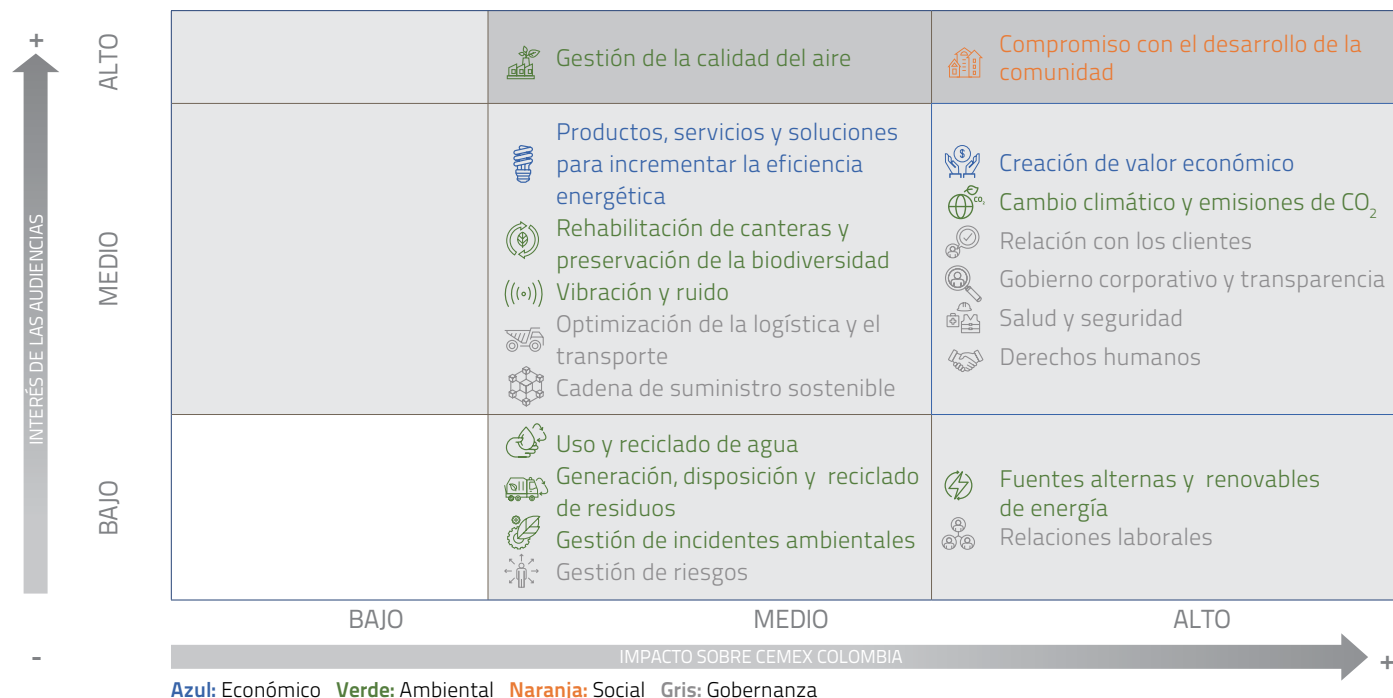 +
ALTO
Gestión de la calidad del aire
Compromiso con el desarrollo de la
comunidad
INTERÉS DE LAS AUDIENCIAS
MEDIO
Productos, servicios y soluciones
para incrementar la eficiencia
energética
Rehabilitación de canteras y
preservación de la biodiversidad
Vibración y ruido
Optimización de la logística y el
transporte
Cadena de suministro sostenible
$
Creación de valor económico
CO₂
Cambio climático y emisiones de CO₂
Relación con los clientes
Gobierno corporativo y transparencia
Salud y seguridad
Derechos humanos
BAJO
Uso y reciclado de agua
Generación, disposición y reciclado
de residuos
Gestión de incidentes ambientales
Gestión de riesgos
Fuentes alternas y renovables
de energía
Relaciones laborales
BAJO MEDIO ALTO
-
IMPACTO SOBRE CEMEX COLOMBIA
+
Azul: Económico Verde: Ambiental Naranja: Social Gris: Gobernanza